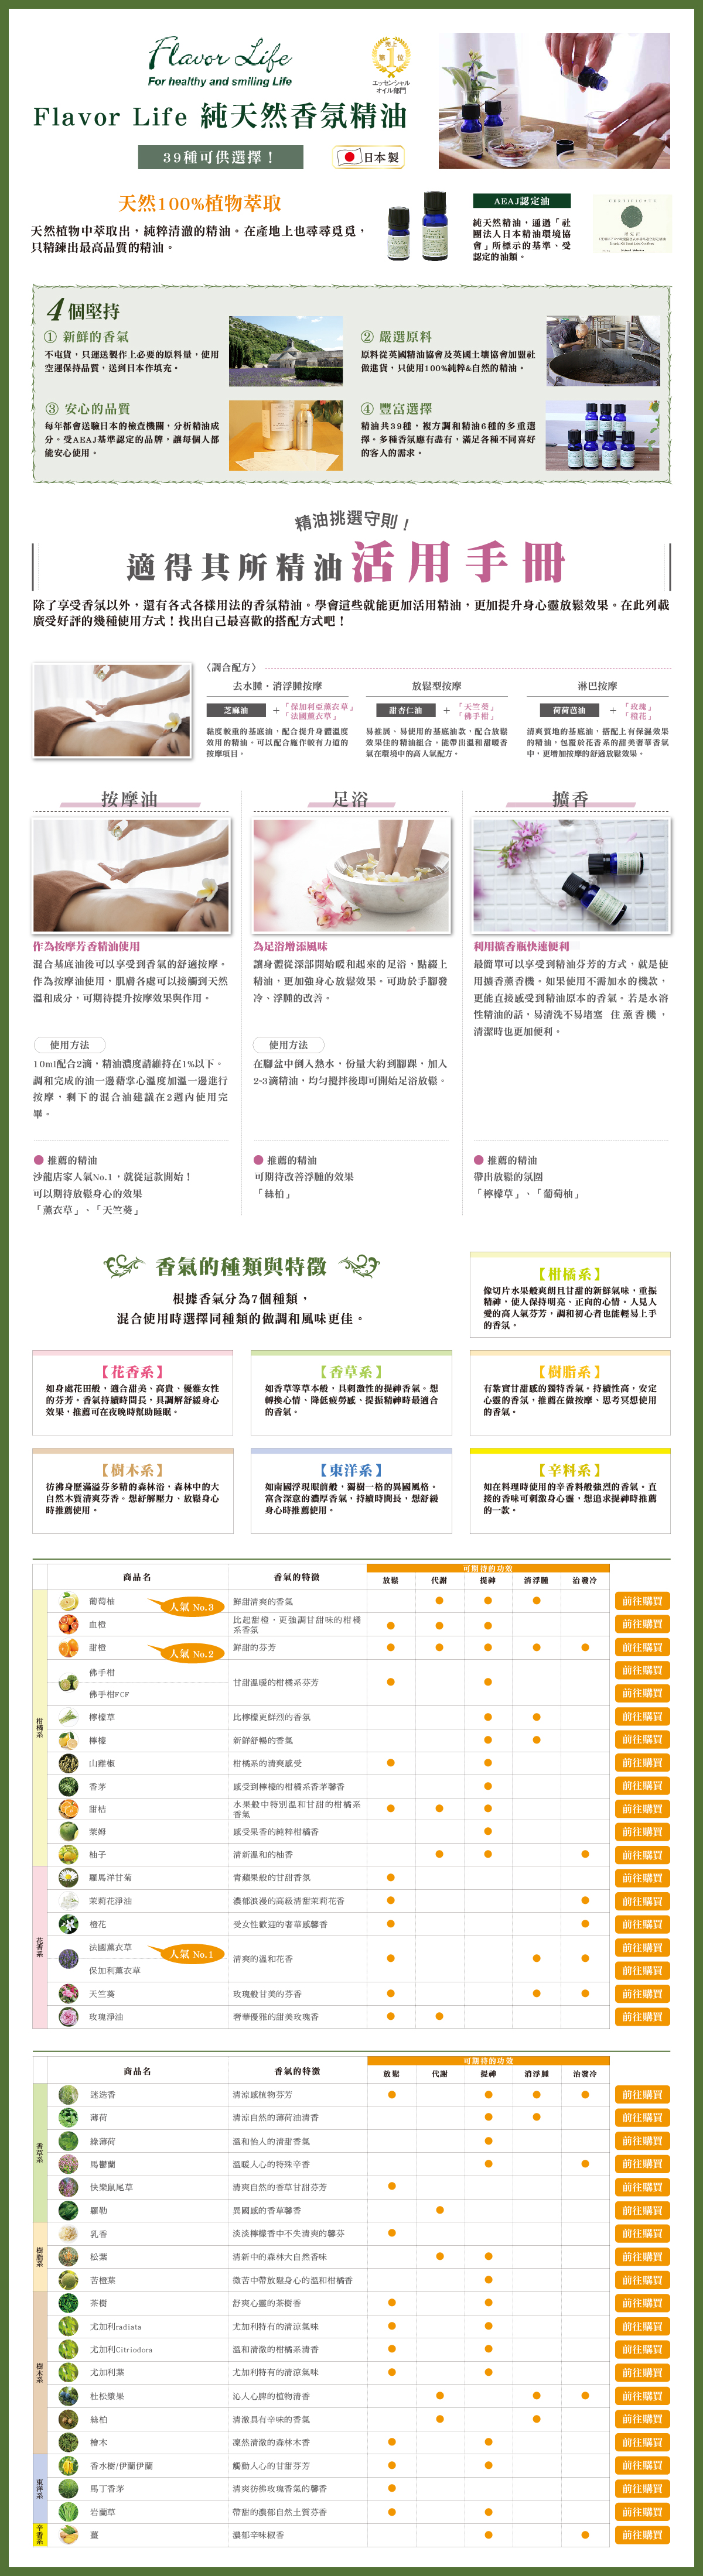 Flavor Life
For healthy and smiling Life
売上
第1位
エッセンシャル
オイル部門
Flavor Life 純天然香氛精油
39種可供選擇！
日本製
天然100%植物萃取
天然植物中萃取出，純粹清澈的精油。在產地上也尋尋覓覓，
只精鍊出最高品質的精油。
AEAJ認定油
純天然精油，通過「社
團法人日本精油環境協
會」所標示的基準、受
認定的油類。
4個堅持
① 新鮮的香氣
不屯貨，只運送製作上必要的原料量，使用
空運保持品質，送到日本作填充。
② 嚴選原料
原料從英國精油協會及英國土壤協會加盟社
做進貨，只使用100%純粹&自然的精油。
③ 安心的品質
每年都會送驗日本的檢查機關，分析精油成
分。受AEAJ基準認定的品牌，讓每個人都
能安心使用。
④ 豐富選擇
精油共39種，複方調和精油6種的多重選
擇。多種香氛應有盡有，滿足各種不同喜好
的客人的需求。
精油挑選守則！
適得其所精油活用手冊
除了享受香氛以外，還有各式各樣用法的香氛精油。學會這些就能更加活用精油，更加提升身心靈放鬆效果。在此列載
廣受好評的幾種使用方式！找出自己最喜歡的搭配方式吧！
〈調合配方〉
去水腫・消浮腫按摩
芝麻油 + 「保加利亞薰衣草」
「法國薰衣草」
黏度較重的基底油，配合提升身體溫度
效用的精油。可以配合施作較有力道的
按摩項目。
放鬆型按摩
甜杏仁油 + 「天竺葵」
「佛手柑」
易推展、易使用的基底油款，配合放鬆
效果佳的精油組合。能帶出溫和甜暖香
氣在環境中的高人氣配方。
淋巴按摩
荷荷芭油 + 「玫瑰」
「橙花」
清爽質地的基底油，搭配上有保濕效果
的精油，包覆於花香系的甜美奢華香氣
中，更增加按摩的舒適放鬆效果。
按摩油
作為按摩芳香精油使用
混合基底油後可以享受到香氣的舒適按摩。
作為按摩油使用，肌膚各處可以接觸到天然
溫和成分，可期待提升按摩效果與作用。
使用方法
10ml配合2滴，精油濃度請維持在1%以下。
調和完成的油一邊藉掌心溫度加溫一邊進行
按摩，剩下的混合油建議在2週內使用完
畢。
● 推薦的精油
沙龍店家人氣No.1，就從這款開始！
可以期待放鬆身心的效果
「薰衣草」、「天竺葵」
足浴
為足浴增添風味
讓身體從深部開始暖和起來的足浴，點綴上
精油，更加強身心放鬆效果。可助於手腳發
冷、浮腫的改善。
使用方法
在腳盆中倒入熱水，份量大約到腳踝，加入
2-3滴精油，均勻攪拌後即可開始足浴放鬆。
● 推薦的精油
可期待改善浮腫的效果
「絲柏」
擴香
利用擴香瓶快速便利
最簡單可以享受到精油芬芳的方式，就是使
用擴香薰香機。如果使用不需加水的機款，
更能直接感受到精油原本的香氣。若是水溶
性精油的話，易清洗不易堵塞 住薰香機，
清潔時也更加便利。
● 推薦的精油
帶出放鬆的氛圍
「檸檬草」、「葡萄柚」
香氣的種類與特徵
根據香氣分為7個種類，
混合使用時選擇同種類的做調和風味更佳。
【柑橘系】
像切片水果般爽朗且甘甜的新鮮氣味，重振
精神，使人保持明亮、正向的心情。人見人
愛的高人氣芬芳，調和初心者也能輕易上手
的香氛。
【花香系】
如身處花田般，適合甜美、高貴、優雅女性
的芬芳。香氣持續時間長，具調解舒緩身心
效果，推薦可在夜晚時幫助睡眠。
【香草系】
如香草等草本般，具刺激性的提神香氣。想
轉換心情、降低疲勞感、提振精神時最適合
的香氣。
【樹脂系】
有紮實甘甜感的獨特香氣。持續性高，安定
心靈的香氛，推薦在做按摩、思考冥想使用
的香氣。
【樹木系】
彷彿身歷滿溢芬多精的森林浴，森林中的大
自然木質清爽芬香。想紓解壓力、放鬆身心
時推薦使用。
【東洋系】
如南國浮現眼前般，獨樹一格的異國風格。
富含深意的濃厚香氣，持續時間長，想舒緩
身心時推薦使用。
【辛料系】
如在料理時使用的辛香料般強烈的香氣。直
接的香味可刺激身心靈，想追求提神時推薦
的一款。
商品名 香氣的特徵 可期待的功效
放鬆 代謝 提神 消浮腫 治發冷
柑橘系
葡萄柚 人氣 No.3 鮮甜清爽的香氣 ● ● ● 前往購買
血橙 比起甜橙，更強調甘甜味的柑橘
系香氛 ● ● ● 前往購買
甜橙 人氣 No.2 鮮甜的芬芳 ● ● ● ● ● 前往購買
佛手柑 前往購買
甘甜溫暖的柑橘系芬芳 ● ●
佛手柑FCF 前往購買
檸檬草 比檸檬更鮮烈的香氛 ● ● 前往購買
檸檬 新鮮舒暢的香氣 ● ● 前往購買
山雞椒 柑橘系的清爽感受 ● ● 前往購買
香茅 感受到檸檬的柑橘系香茅馨香 ● 前往購買
甜桔 水果般中特別溫和甘甜的柑橘系
香氣 ● ● ● 前往購買
萊姆 感受果香的純粹柑橘香 ● 前往購買
柚子 清新溫和的柚香 ● ● ● 前往購買
花香系
羅馬洋甘菊 青蘋果般的甘甜香氛 ● 前往購買
茉莉花淨油 濃郁浪漫的高級清甜茉莉花香 ● ● 前往購買
橙花 受女性歡迎的奢華感馨香 ● ● 前往購買
法國薰衣草 人氣 No.1 前往購買
清爽的溫和花香 ● ● ●
保加利薰衣草 前往購買
天竺葵 玫瑰般甘美的芬香 ● ● ● 前往購買
玫瑰淨油 奢華優雅的甜美玫瑰香 ● ● 前往購買
商品名 香氣的特徵 可期待的功效
放鬆 代謝 提神 消浮腫 治發冷
香草系
迷迭香 清涼感植物芬芳 ● ● ● ● 前往購買
薄荷 清涼自然的薄荷油清香 ● ● 前往購買
綠薄荷 溫和怡人的清甜香氣 ● 前往購買
馬鬱蘭 溫暖人心的特殊辛香 ● ● 前往購買
快樂鼠尾草 清爽自然的香草甘甜芬芳 ● 前往購買
羅勒 異國感的香草馨香 ● 前往購買
樹脂系
乳香 淡淡檸檬香中不失清爽的馨芬 ● 前往購買
松葉 清新中的森林大自然香味 ● ● 前往購買
苦橙葉 微苦中帶放鬆身心的溫和柑橘香 ● 前往購買
樹木系
茶樹 舒爽心靈的茶樹香 ● ● 前往購買
尤加利radiata 尤加利特有的清涼氣味 ● ● 前往購買
尤加利Citriodora 溫和清澈的柑橘系清香 ● ● 前往購買
尤加利葉 尤加利特有的清涼氣味 ● ● 前往購買
杜松漿果 沁人心脾的植物清香 ● ● ● 前往購買
絲柏 清澈具有辛味的香氣 ● ● 前往購買
檜木 凜然清澈的森林木香 ● ● 前往購買
東洋系
香水樹/伊蘭伊蘭 觸動人心的甘甜芬芳 ● ● 前往購買
馬丁香茅 清爽彷彿玫瑰香氣的馨香 ● 前往購買
岩蘭草 帶甜的濃郁自然土質芬香 ● ● 前往購買
辛香系
薑 濃郁辛味椒香 ● ● 前往購買